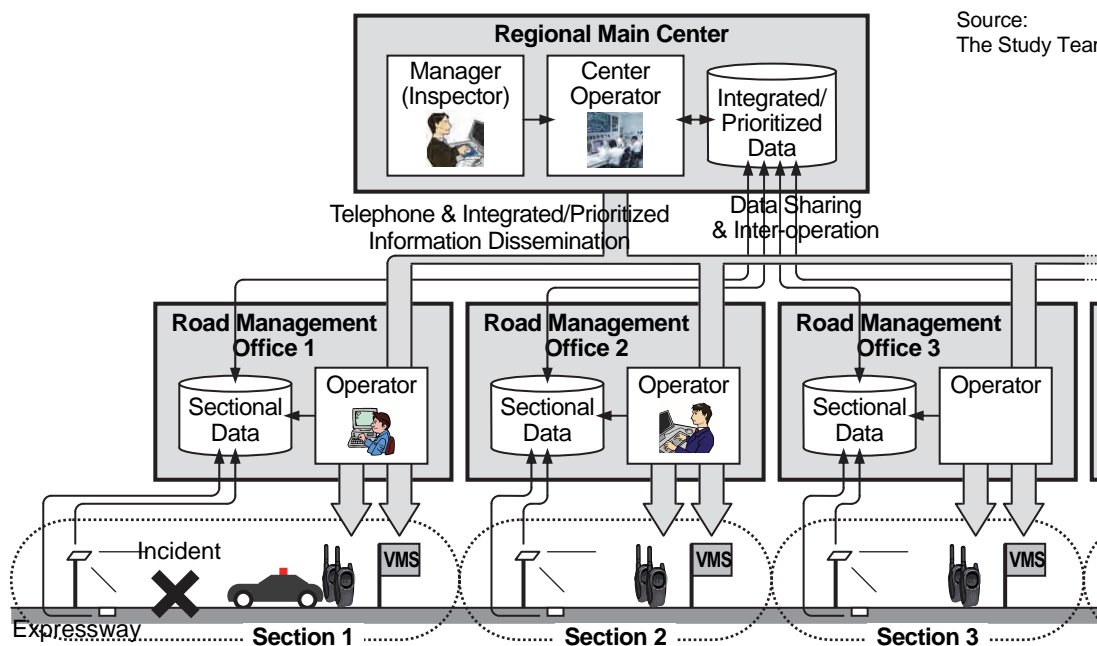 Source:
The Study Team
Regional Main Center
Manager
(Inspector)
Center
Operator
Integrated/
Prioritized
Data
Telephone & Integrated/Prioritized
Information Dissemination
Data Sharing
& Inter-operation
Road Management
Office 1
Sectional
Data
Operator
Road Management
Office 2
Sectional
Data
Operator
Road Management
Office 3
Sectional
Data
Operator
Incident
VMS
VMS
VMS
Expressway
Section 1
Section 2
Section 3